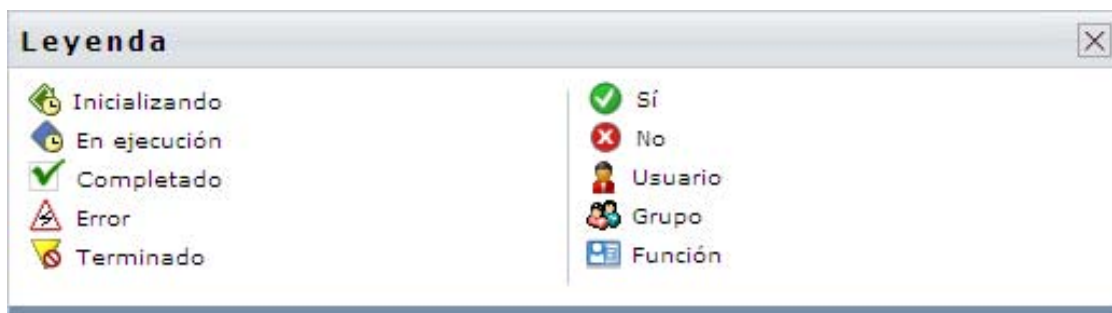 Leyenda
Inicializando
En ejecución
Completado
Error
Terminado
Sí
No
Usuario
Grupo
Función